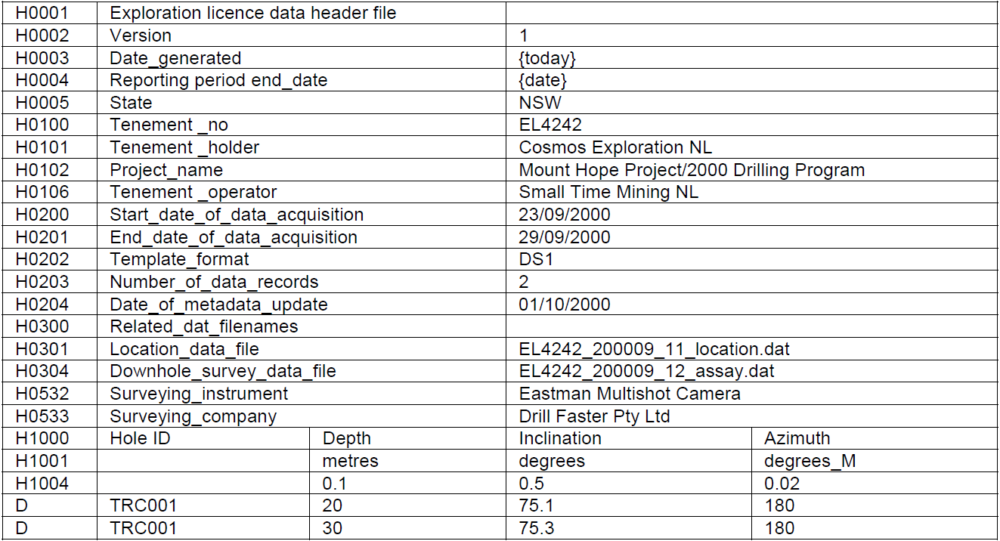 H0001 Exploration licence data header file
H0002 Version 1
H0003 Date_generated {today}
H0004 Reporting period end_date {date}
H0005 State NSW
H0100 Tenement _no EL4242
H0101 Tenement _holder Cosmos Exploration NL
H0102 Project_name Mount Hope Project/2000 Drilling Program
H0106 Tenement _operator Small Time Mining NL
H0200 Start_date_of_data_acquisition 23/09/2000
H0201 End_date_of_data_acquisition 29/09/2000
H0202 Template_format DS1
H0203 Number_of_data_records 2
H0204 Date_of_metadata_update 01/10/2000
H0300 Related_dat_filenames
H0301 Location_data_file EL4242_200009_11_location.dat
H0304 Downhole_survey_data_file EL4242_200009_12_assay.dat
H0532 Surveying_instrument Eastman Multishot Camera
H0533 Surveying_company Drill Faster Pty Ltd
H1000 Hole ID Depth Inclination Azimuth
H1001 metres degrees degrees_M
H1004 0.1 0.5 0.02
D TRC001 20 75.1 180
D TRC001 30 75.3 180